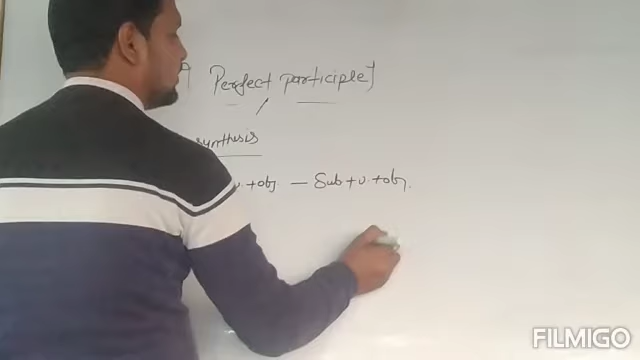 Perfect participle]
synthesis
v. + obj — Sub + v. + obj.
FILMIGO